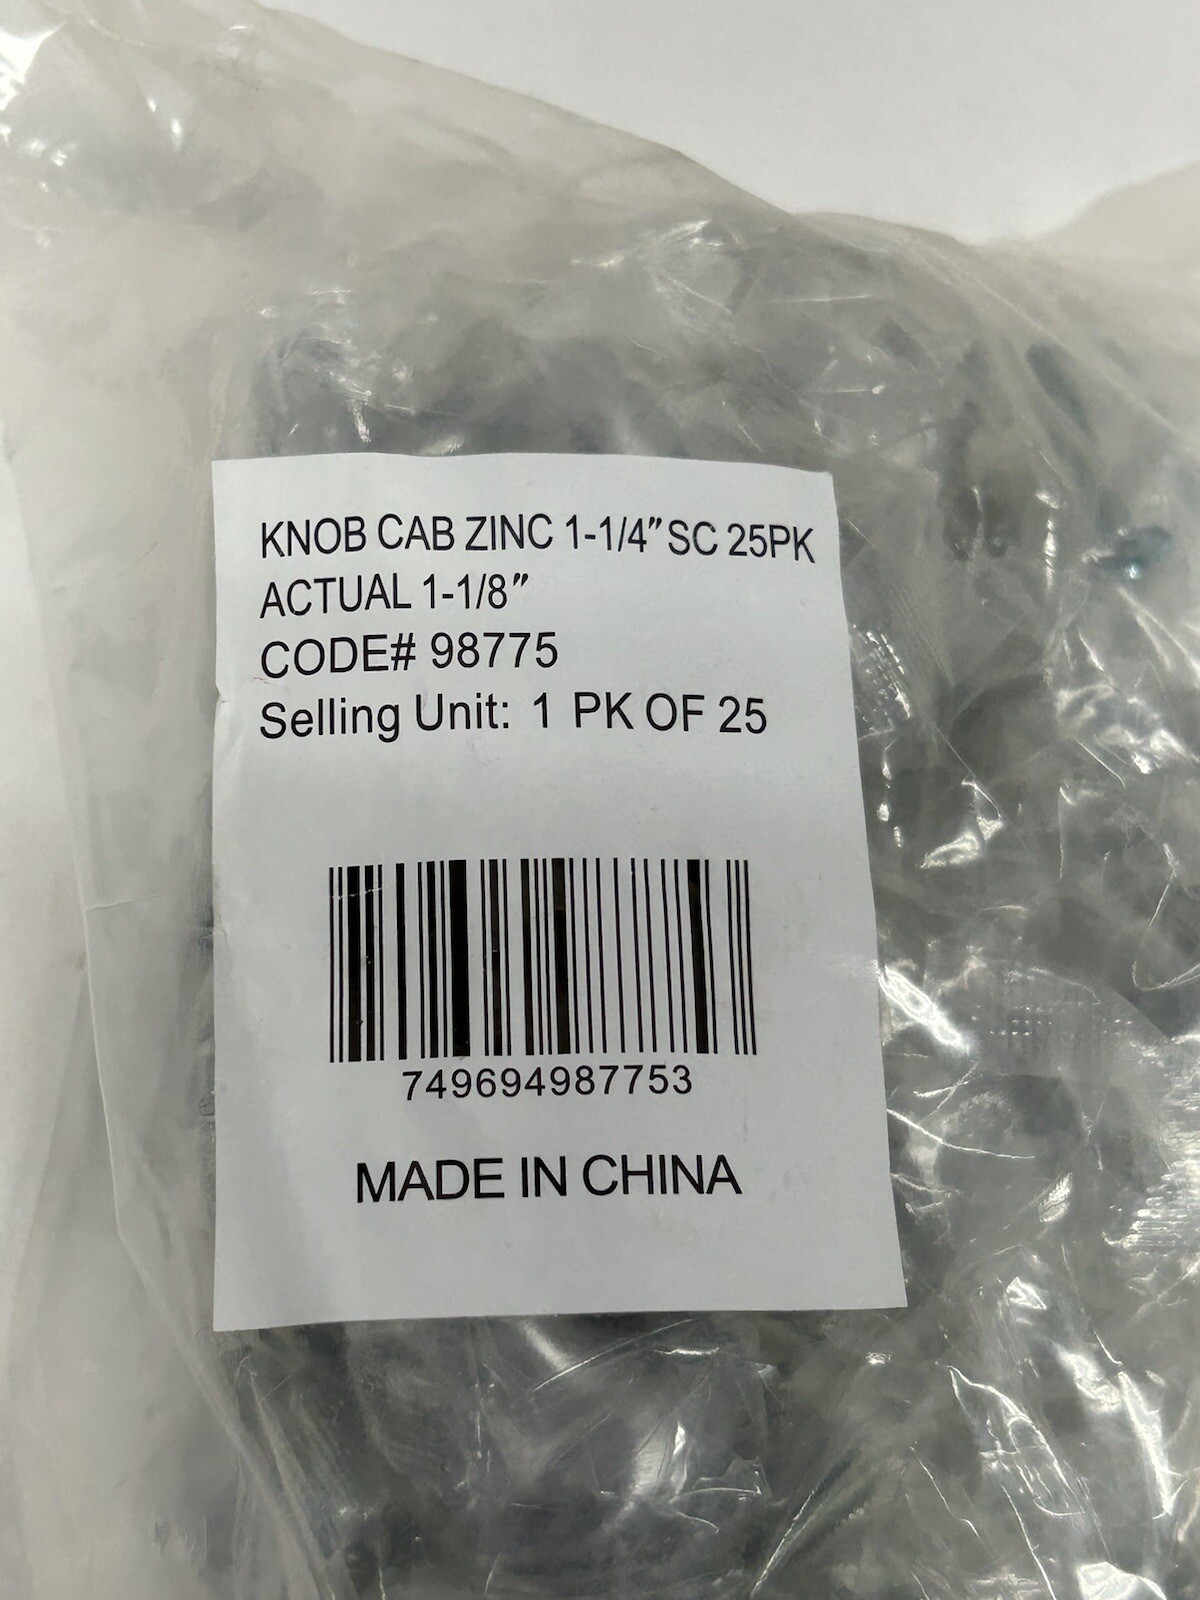 KNOB CAB ZINC 1-1/4" SC 25PK
ACTUAL 1-1/8"
CODE# 98775
Selling Unit: 1 PK OF 25
749694987753
MADE IN CHINA